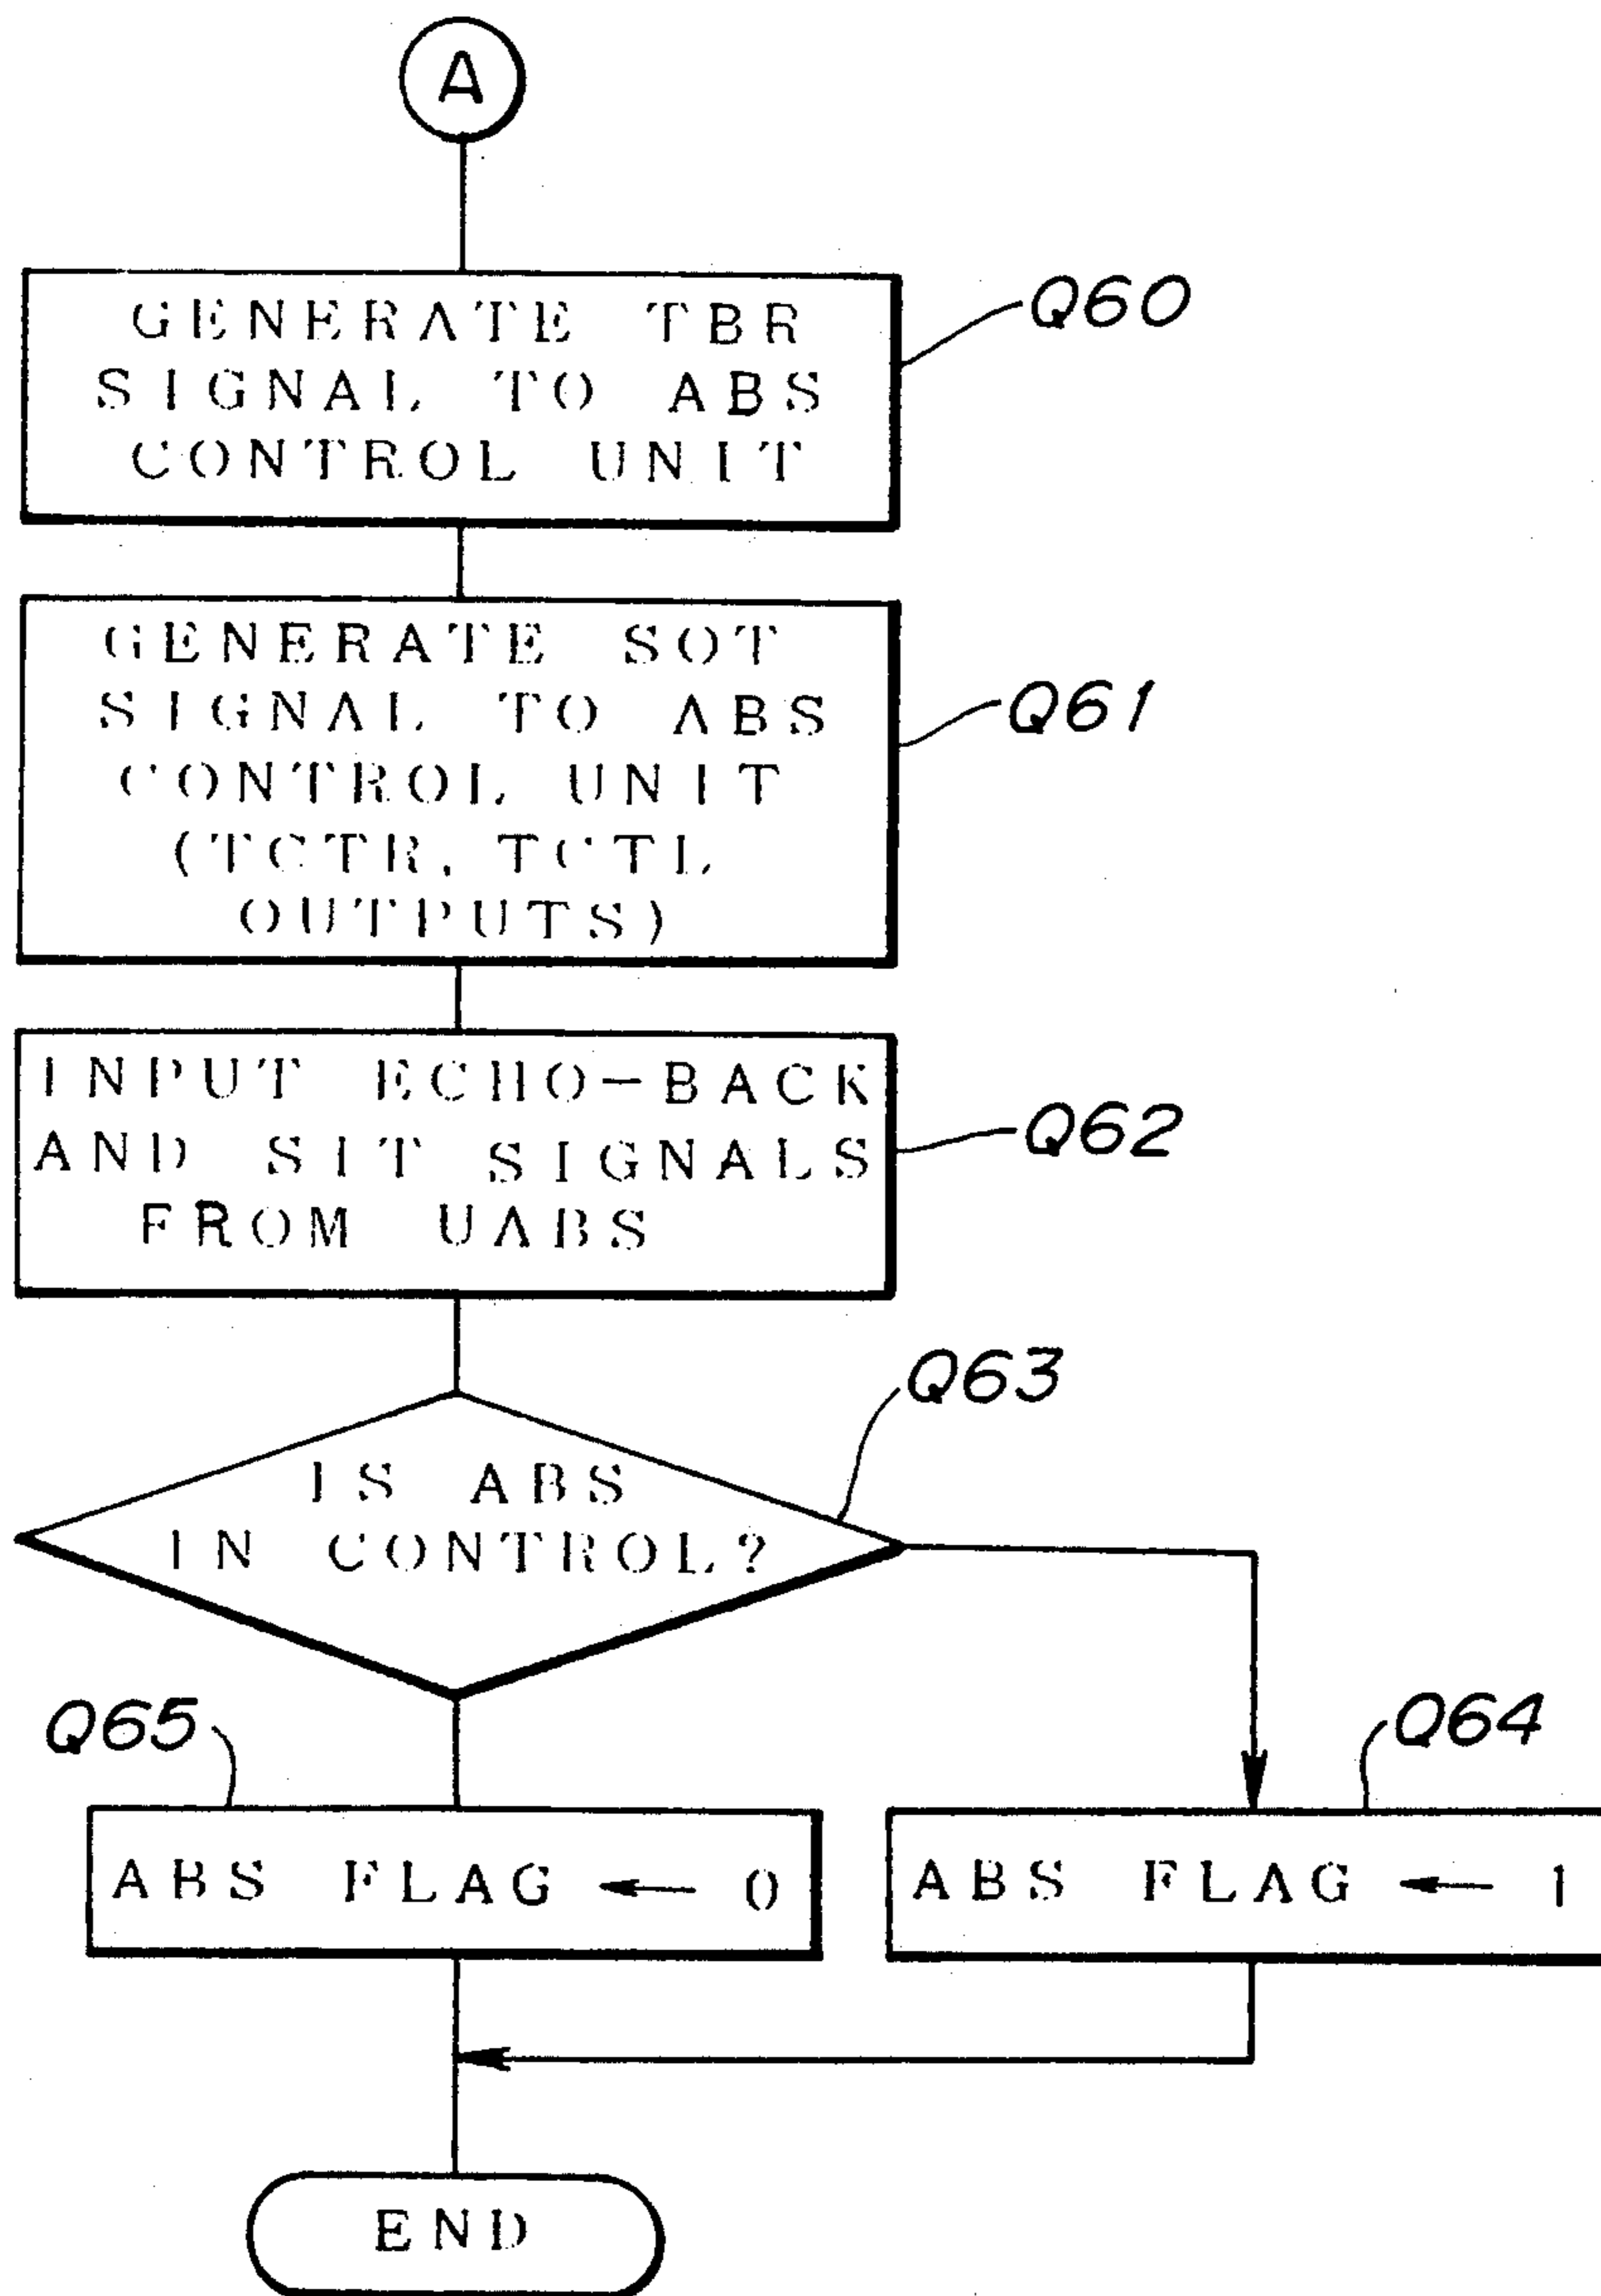 A
GENERATE TBR
SIGNAL TO ABS
CONTROL UNIT
Q60
GENERATE SOT
SIGNAL TO ABS
CONTROL UNIT
(TCTR, TCTL
OUTPUTS)
Q61
INPUT ECHO-BACK
AND SIT SIGNALS
FROM UABS
Q62
IS ABS
IN CONTROL?
Q63
Q65
ABS FLAG ← 0
Q64
ABS FLAG ← 1
END